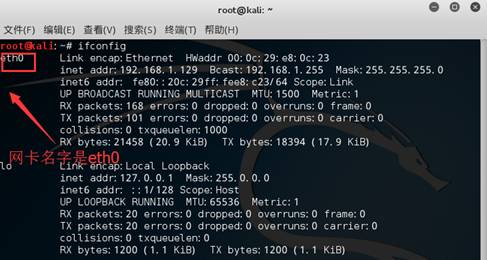 root@kali: ~
文件(F) 编辑(E) 查看(V) 搜索(S) 终端(T) 帮助(H)
root@kali:~# ifconfig
eth0 Link encap:Ethernet HWaddr 00:0c:29:e8:0c:23
inet addr:192.168.1.129 Bcast:192.168.1.255 Mask:255.255.255.0
inet6 addr: fe80::20c:29ff:fee8:c23/64 Scope:Link
UP BROADCAST RUNNING MULTICAST MTU:1500 Metric:1
RX packets:168 errors:0 dropped:0 overruns:0 frame:0
TX packets:101 errors:0 dropped:0 overruns:0 carrier:0
collisions:0 txqueuelen:1000
RX bytes:21458 (20.9 KiB) TX bytes:18394 (17.9 KiB)
网卡名字是eth0
lo Link encap:Local Loopback
inet addr:127.0.0.1 Mask:255.0.0.0
inet6 addr: ::1/128 Scope:Host
UP LOOPBACK RUNNING MTU:65536 Metric:1
RX packets:20 errors:0 dropped:0 overruns:0 frame:0
TX packets:20 errors:0 dropped:0 overruns:0 carrier:0
collisions:0 txqueuelen:0
RX bytes:1200 (1.1 KiB) TX bytes:1200 (1.1 KiB)